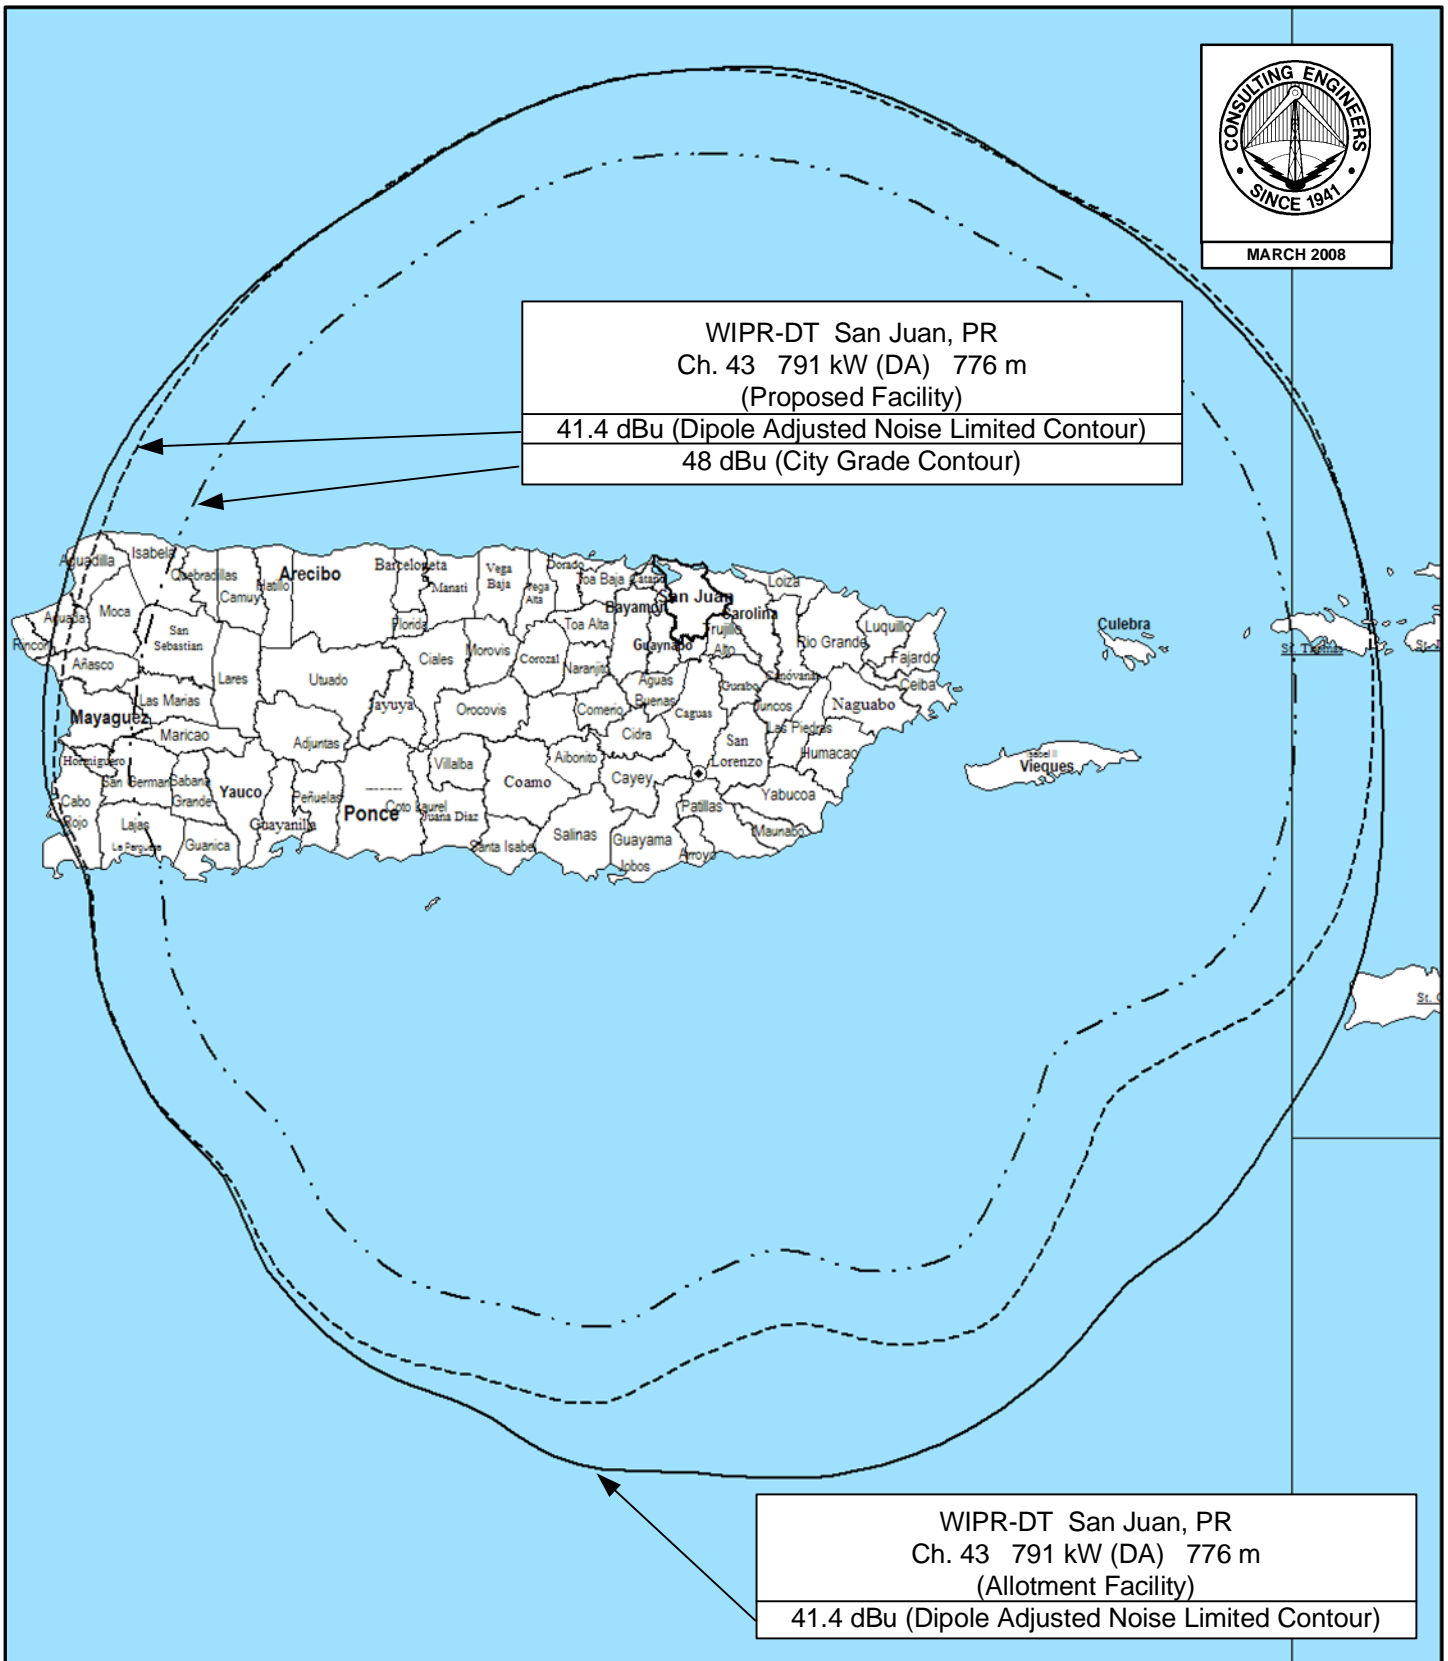 CONSULTING ENGINEERS
SINCE 1941
MARCH 2008
WIPR-DT San Juan, PR
Ch. 43 791 kW (DA) 776 m
(Proposed Facility)
41.4 dBu (Dipole Adjusted Noise Limited Contour)
48 dBu (City Grade Contour)
Aguadilla
Isabela
Quebradillas
Camuy
Hatillo
Arecibo
Barceloneta
Manati
Vega
Baja
Vega
Alta
Dorado
Toa Baja
Catano
San Juan
Loiza
Aguada
Moca
San
Sebastian
Florida
Toa Alta
Bayamon
Carolina
Trujillo
Alto
Rio Grande
Luquillo
Culebra
Rincon
Añasco
Lares
Utuado
Ciales
Morovis
Corozal
Naranjito
Guaynabo
Fajardo
St. Thomas
Aguas
Buenas
Gurabo
Canóvanas
Ceiba
Mayaguez
Las Marias
Jayuya
Orocovis
Comerio
Caguas
Juncos
Naguabo
Maricao
Adjuntas
Cidra
San
Lorenzo
Las Piedras
Humacao
Hormiguero
San German
Sabana
Grande
Yauco
Villalba
Coamo
Aibonito
Cayey
Isabel II
Vieques
Cabo
Rojo
Lajas
La Parguera
Guanica
Guayanilla
Peñuelas
Ponce
Coto Laurel
Juana Diaz
Santa Isabel
Salinas
Guayama
Jobos
Arroyo
Patillas
Yabucoa
Maunabo
WIPR-DT San Juan, PR
Ch. 43 791 kW (DA) 776 m
(Allotment Facility)
41.4 dBu (Dipole Adjusted Noise Limited Contour)